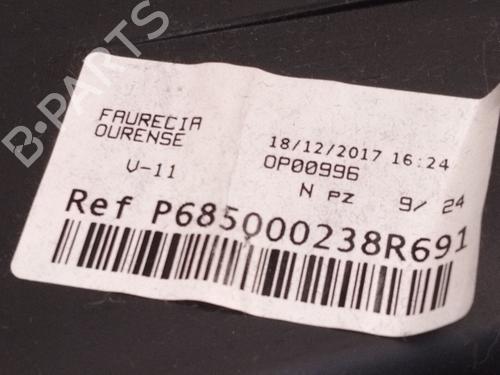 B-PARTS
FAURECIA
OURENSE
V-11
18/12/2017 16:24
OP00996
N pz 9/ 24
Ref P685000238R691